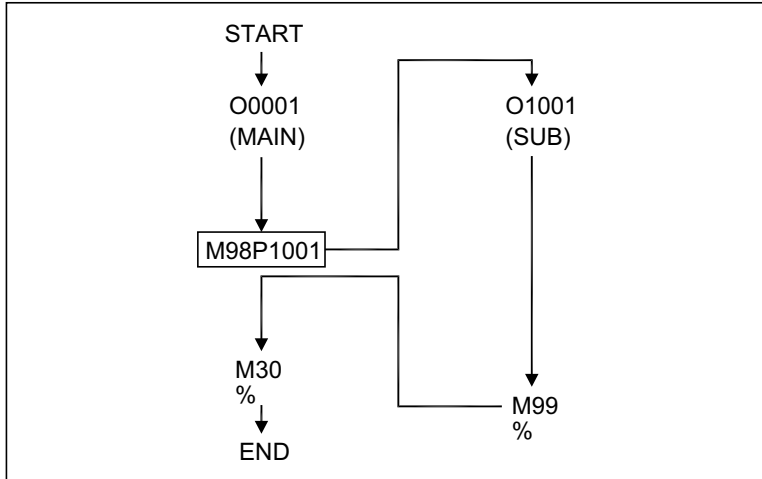 START
O0001
(MAIN)
M98P1001
M30
%
END
O1001
(SUB)
M99
%